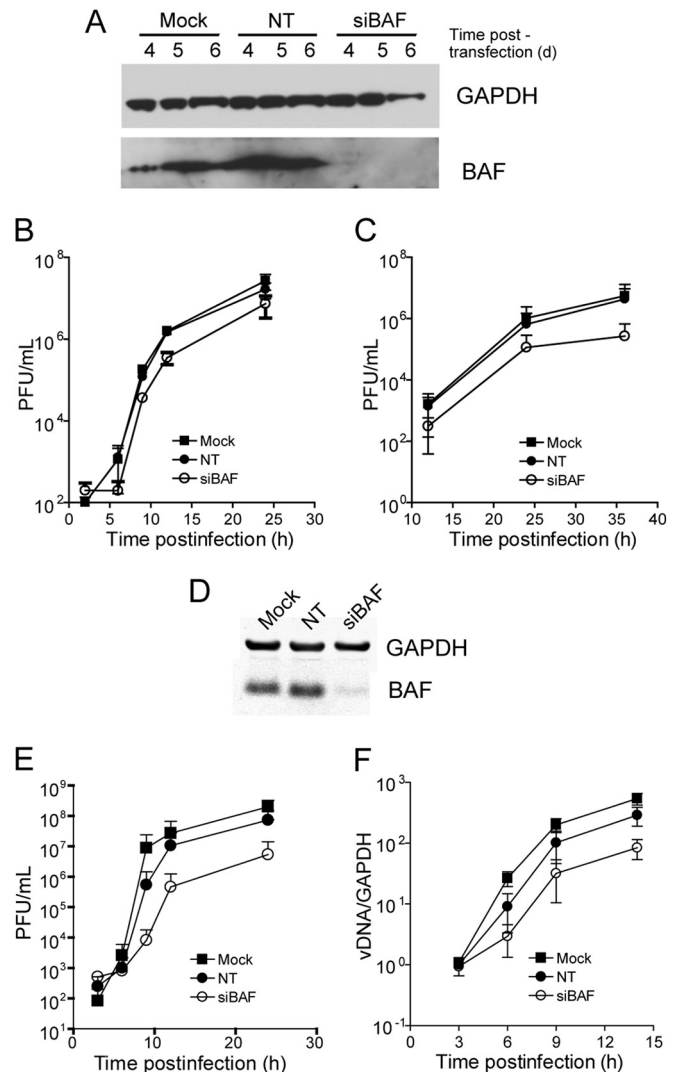 A
Mock NT siBAF
4 5 6 4 5 6 4 5 6
Time post -
transfection (d)
GAPDH
BAF
B
10^8
10^6
10^4
10^2
PFU/mL
Mock
NT
siBAF
0 5 10 15 20 25 30
Time postinfection (h)
C
10^8
10^6
10^4
10^2
10^0
PFU/mL
Mock
NT
siBAF
10 15 20 25 30 35 40
Time postinfection (h)
D
Mock NT siBAF
GAPDH
BAF
E
10^9
10^8
10^7
10^6
10^5
10^4
10^3
10^2
10^1
PFU/mL
Mock
NT
siBAF
0 10 20 30
Time postinfection (h)
F
10^3
10^2
10^1
10^0
10^-1
vDNA/GAPDH
Mock
NT
siBAF
0 3 6 9 12 15
Time postinfection (h)